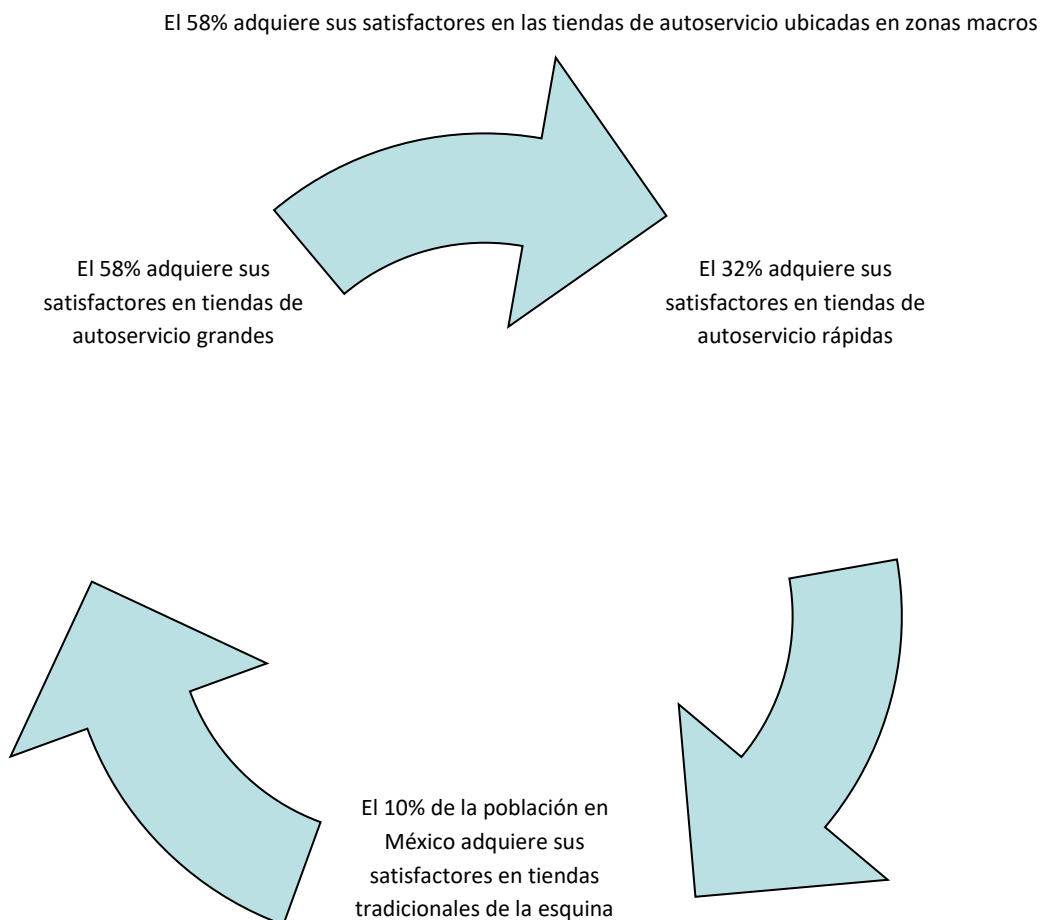 El 58% adquiere sus satisfactores en las tiendas de autoservicio ubicadas en zonas macros
El 58% adquiere sus
satisfactores en tiendas de
autoservicio grandes
El 32% adquiere sus
satisfactores en tiendas de
autoservicio rápidas
El 10% de la población en
México adquiere sus
satisfactores en tiendas
tradicionales de la esquina